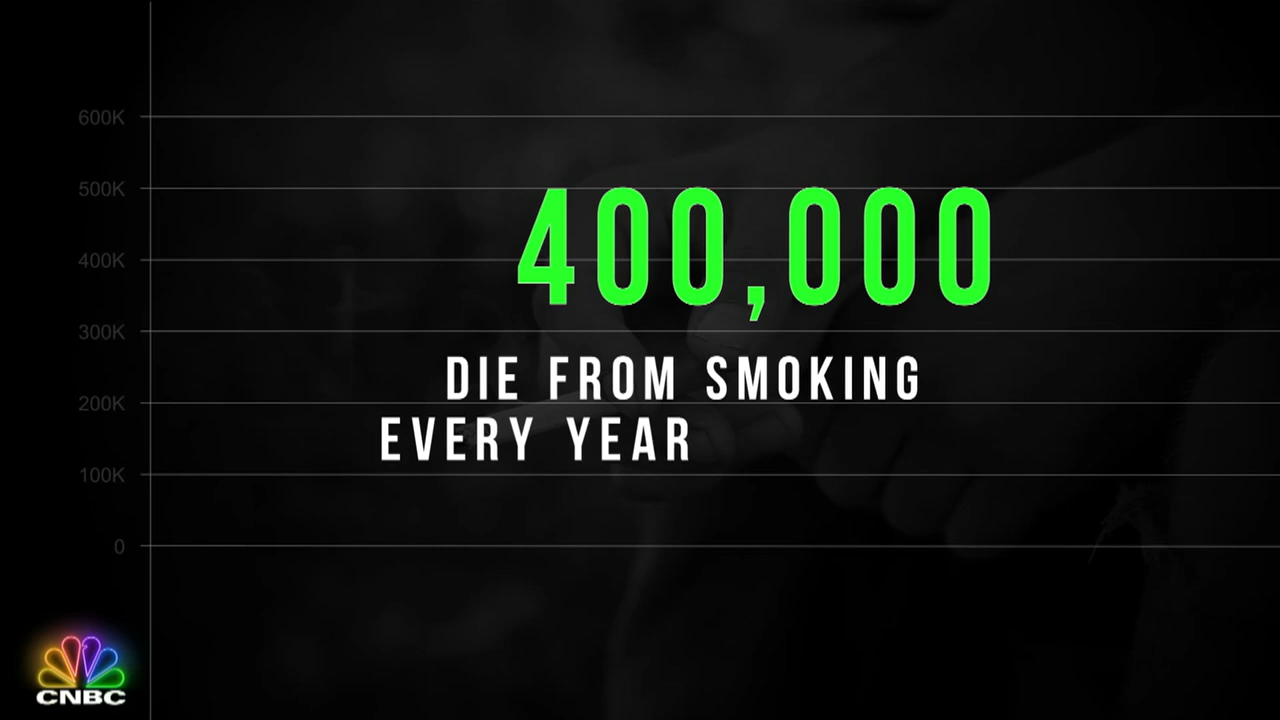 600K
500K
400,000
400K
300K
DIE FROM SMOKING
200K
EVERY YEAR
100K
0
CNBC